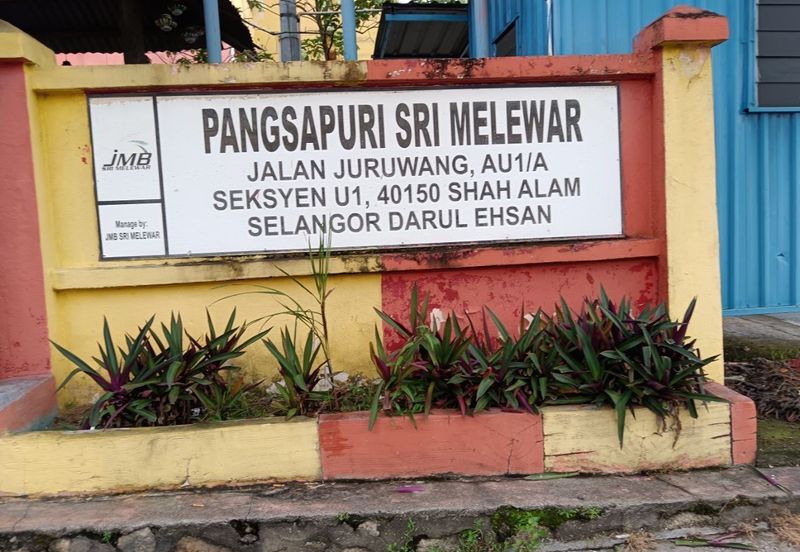 PANGSAPURI SRI MELEWAR
JALAN JURUWANG, AU1/A
SEKSYEN U1, 40150 SHAH ALAM
SELANGOR DARUL EHSAN
JMB
SRI MELEWAR
Manage by:
JMB SRI MELEWAR